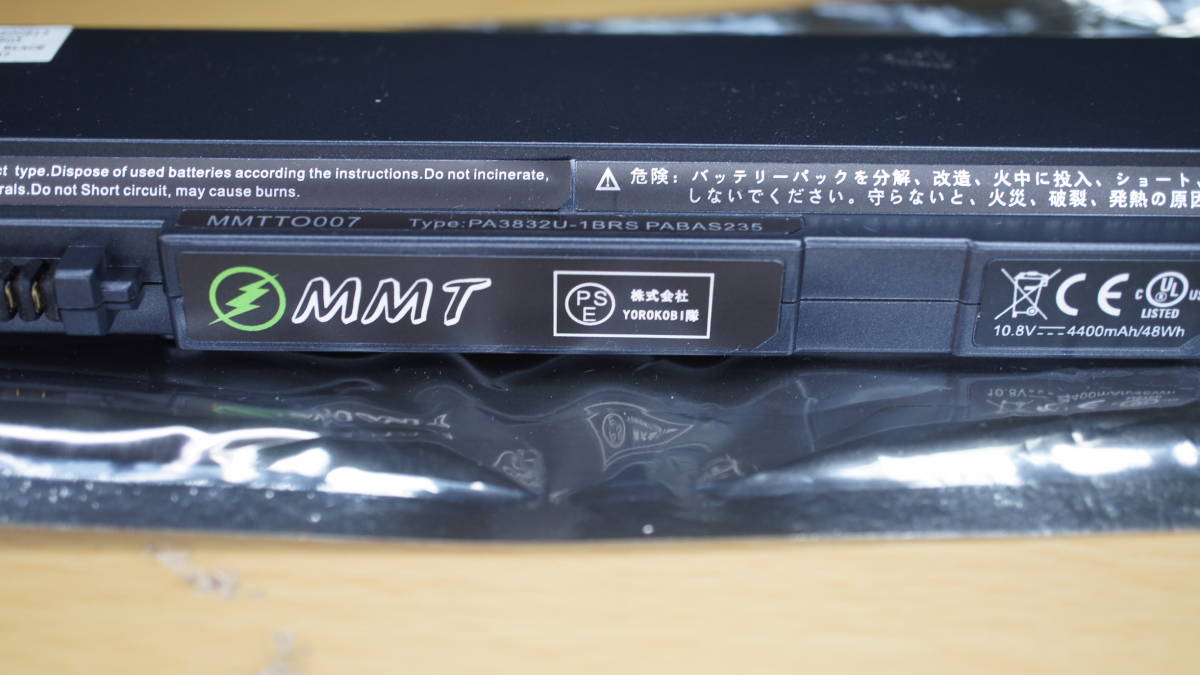 BLADE
ct type.Dispose of used batteries according the instructions.Do not incinerate,
rals.Do not Short circuit, may cause burns.
危険：バッテリーパックを分解、改造、火中に投入、ショート、
しないでください。守らないと、火災、破裂、発熱の原因
MMTTO007 Type:PA3832U-1BRS PABAS235
MMT
PS
E
株式会社
YOROKOBI隊
CE
C UL US
LISTED
10.8V 4400mAh/48Wh